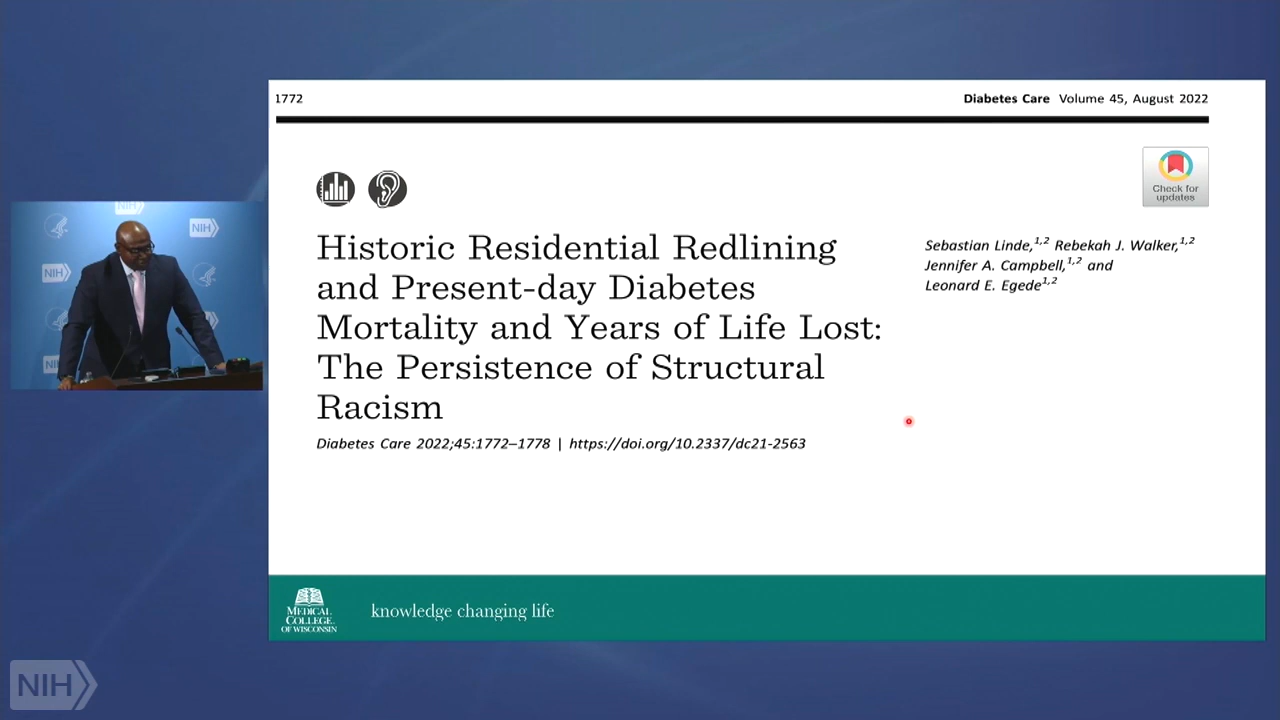 1772
Diabetes Care Volume 45, August 2022
Check for
updates
Historic Residential Redlining
and Present-day Diabetes
Mortality and Years of Life Lost:
The Persistence of Structural
Racism
Sebastian Linde,1,2 Rebekah J. Walker,1,2
Jennifer A. Campbell,1,2 and
Leonard E. Egede1,2
Diabetes Care 2022;45:1772–1778 | https://doi.org/10.2337/dc21-2563
NIH
NIH
NIH
NI
MEDICAL
COLLEGE
OF WISCONSIN
knowledge changing life
NIH